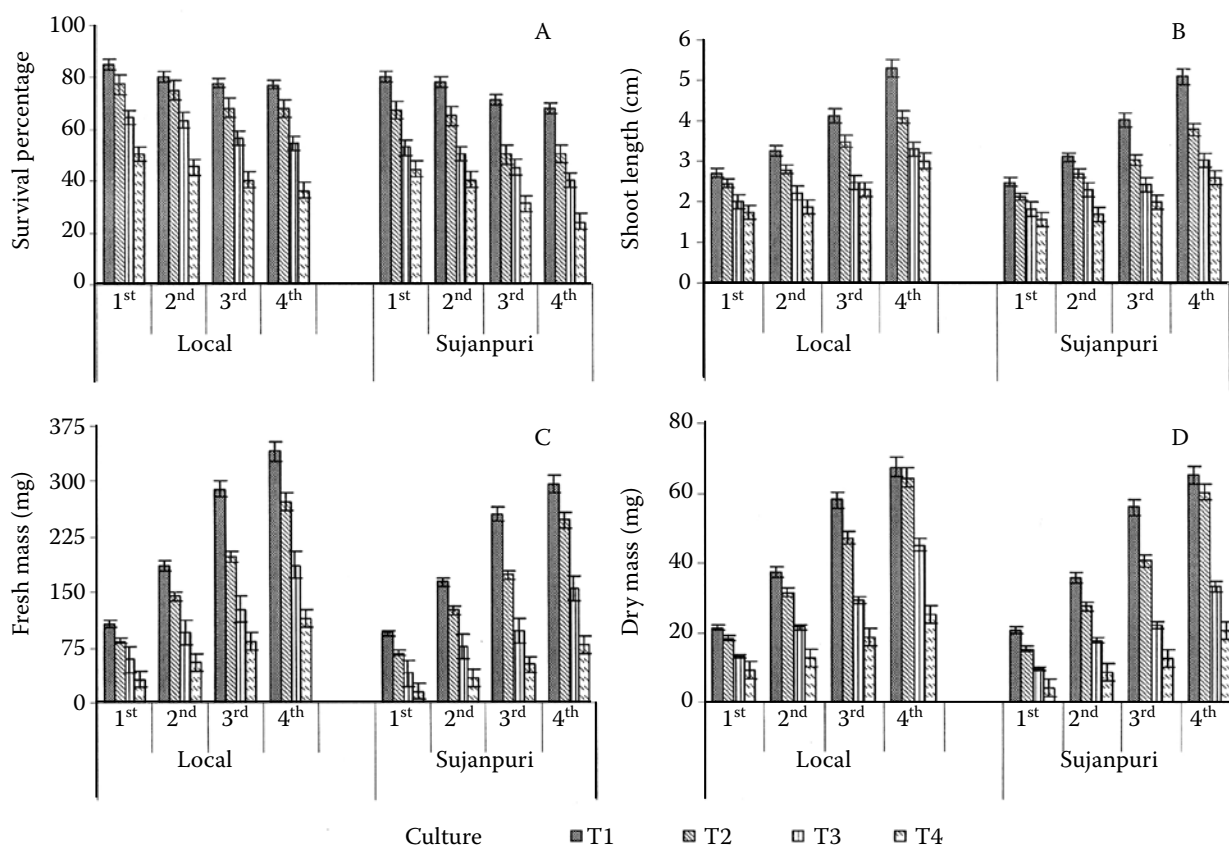 A
Survival percentage
100
80
60
40
20
0
1st 2nd 3rd 4th 1st 2nd 3rd 4th
Local Sujanpuri
B
Shoot length (cm)
6
5
4
3
2
1
0
1st 2nd 3rd 4th 1st 2nd 3rd 4th
Local Sujanpuri
C
Fresh mass (mg)
375
300
225
150
75
0
1st 2nd 3rd 4th 1st 2nd 3rd 4th
Local Sujanpuri
D
Dry mass (mg)
80
60
40
20
0
1st 2nd 3rd 4th 1st 2nd 3rd 4th
Local Sujanpuri
Culture T1 T2 T3 T4